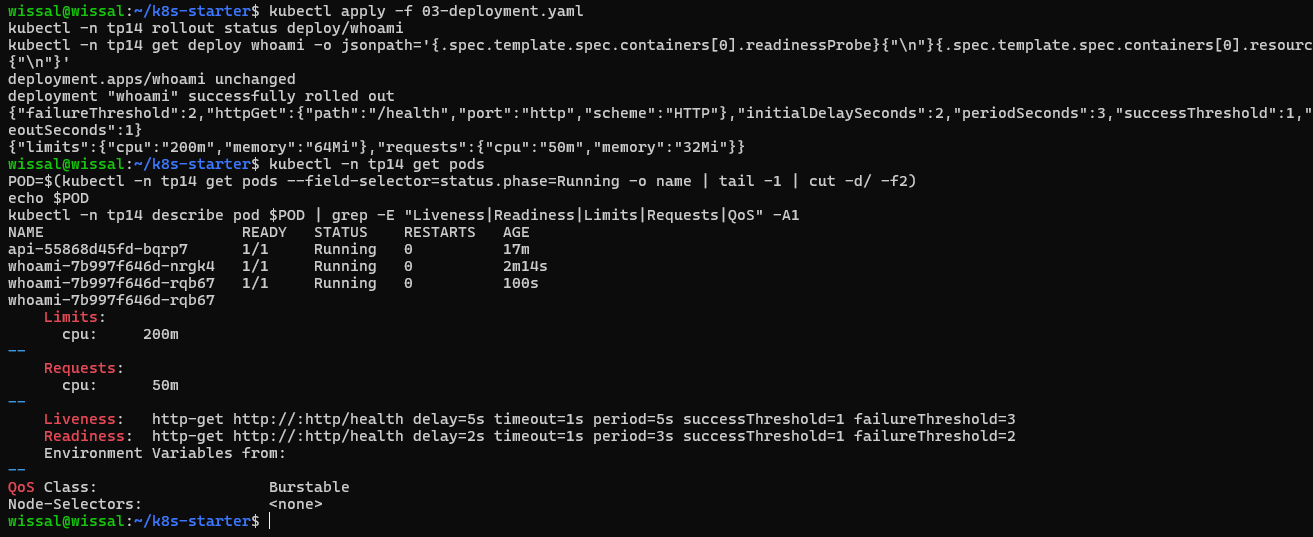 wissal@wissal:~/k8s-starter$ kubectl apply -f 03-deployment.yaml
kubectl -n tp14 rollout status deploy/whoami
kubectl -n tp14 get deploy whoami -o jsonpath='{.spec.template.spec.containers[0].readinessProbe}{"\n"}{.spec.template.spec.containers[0].resourc
{"\n"}'
deployment.apps/whoami unchanged
deployment "whoami" successfully rolled out
{"failureThreshold":2,"httpGet":{"path":"/health","port":"http","scheme":"HTTP"},"initialDelaySeconds":2,"periodSeconds":3,"successThreshold":1,"
eoutSeconds":1}
{"limits":{"cpu":"200m","memory":"64Mi"},"requests":{"cpu":"50m","memory":"32Mi"}}
wissal@wissal:~/k8s-starter$ kubectl -n tp14 get pods
POD=$(kubectl -n tp14 get pods --field-selector=status.phase=Running -o name | tail -1 | cut -d/ -f2)
echo $POD
kubectl -n tp14 describe pod $POD | grep -E "Liveness|Readiness|Limits|Requests|QoS" -A1
NAME READY STATUS RESTARTS AGE
api-55868d45fd-bqrp7 1/1 Running 0 17m
whoami-7b997f646d-nrgk4 1/1 Running 0 2m14s
whoami-7b997f646d-rqb67 1/1 Running 0 100s
whoami-7b997f646d-rqb67
Limits:
cpu: 200m
--
Requests:
cpu: 50m
--
Liveness: http-get http://:http/health delay=5s timeout=1s period=5s successThreshold=1 failureThreshold=3
Readiness: http-get http://:http/health delay=2s timeout=1s period=3s successThreshold=1 failureThreshold=2
Environment Variables from:
--
QoS Class: Burstable
Node-Selectors: <none>
wissal@wissal:~/k8s-starter$